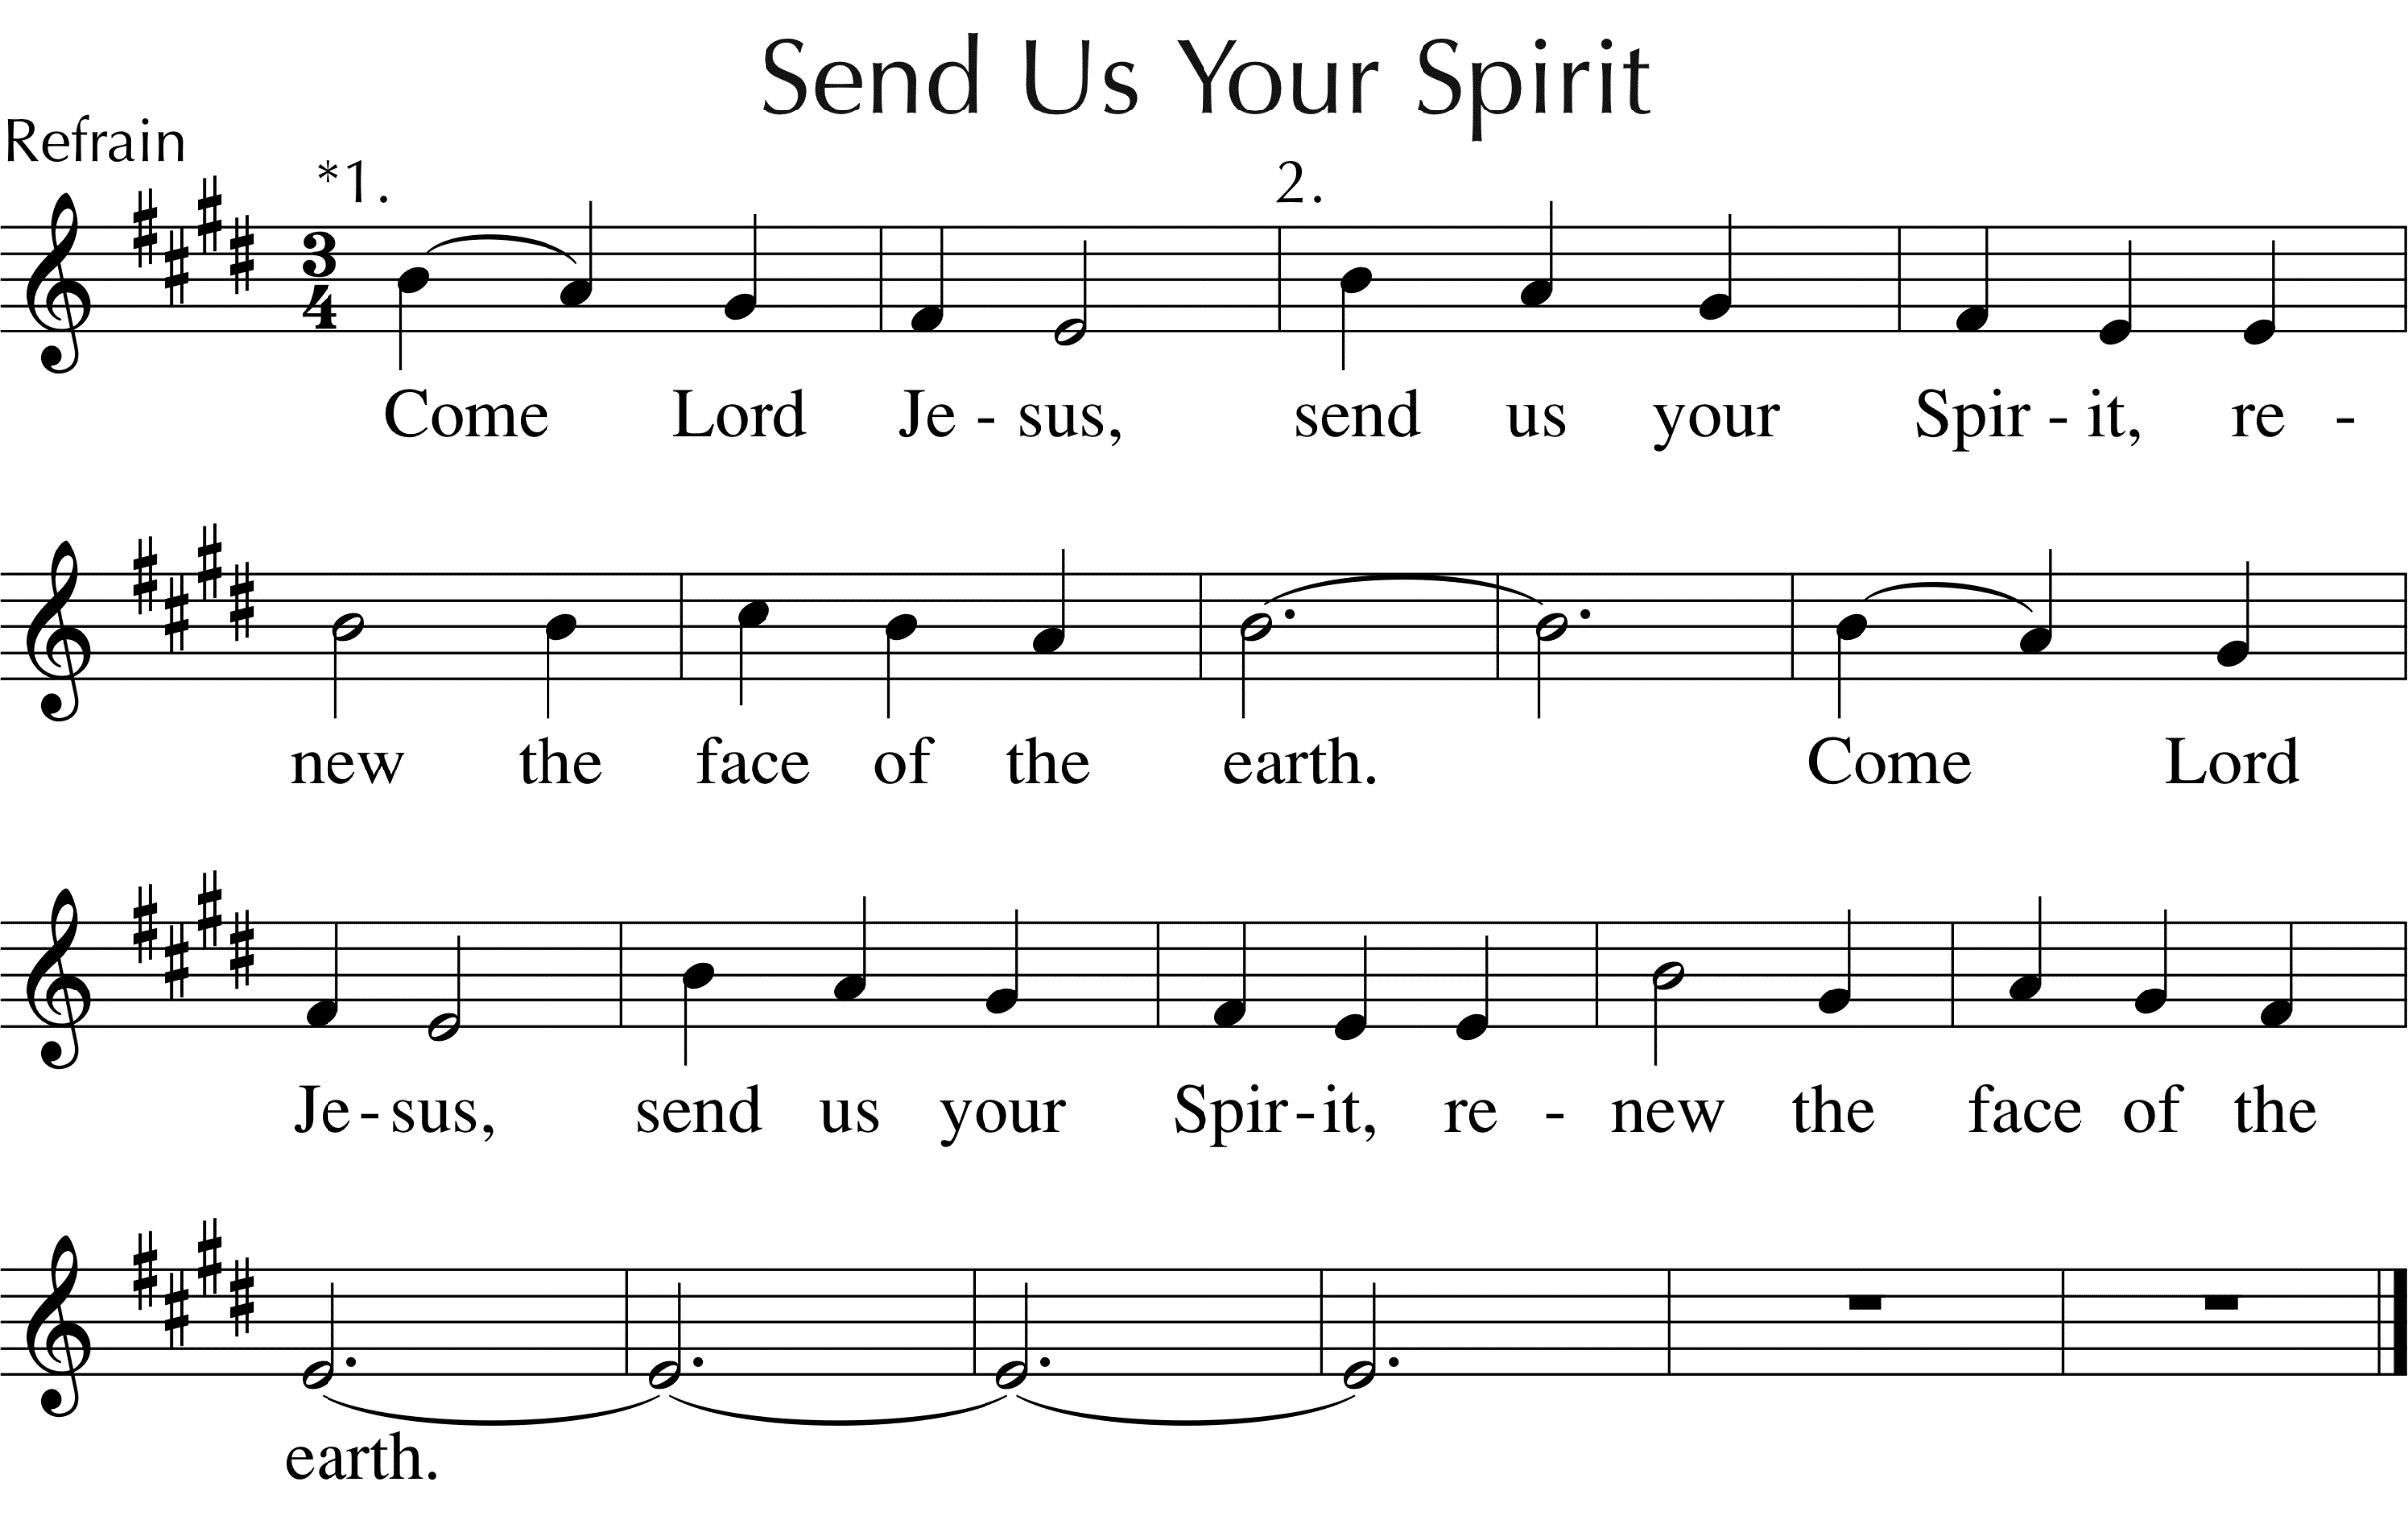 Send Us Your Spirit
Refrain
*1. 2.
3
4
Come Lord Je - sus, send us your Spir - it, re -
new the face of the earth. Come Lord
Je - sus, send us your Spir - it, re - new the face of the
earth.